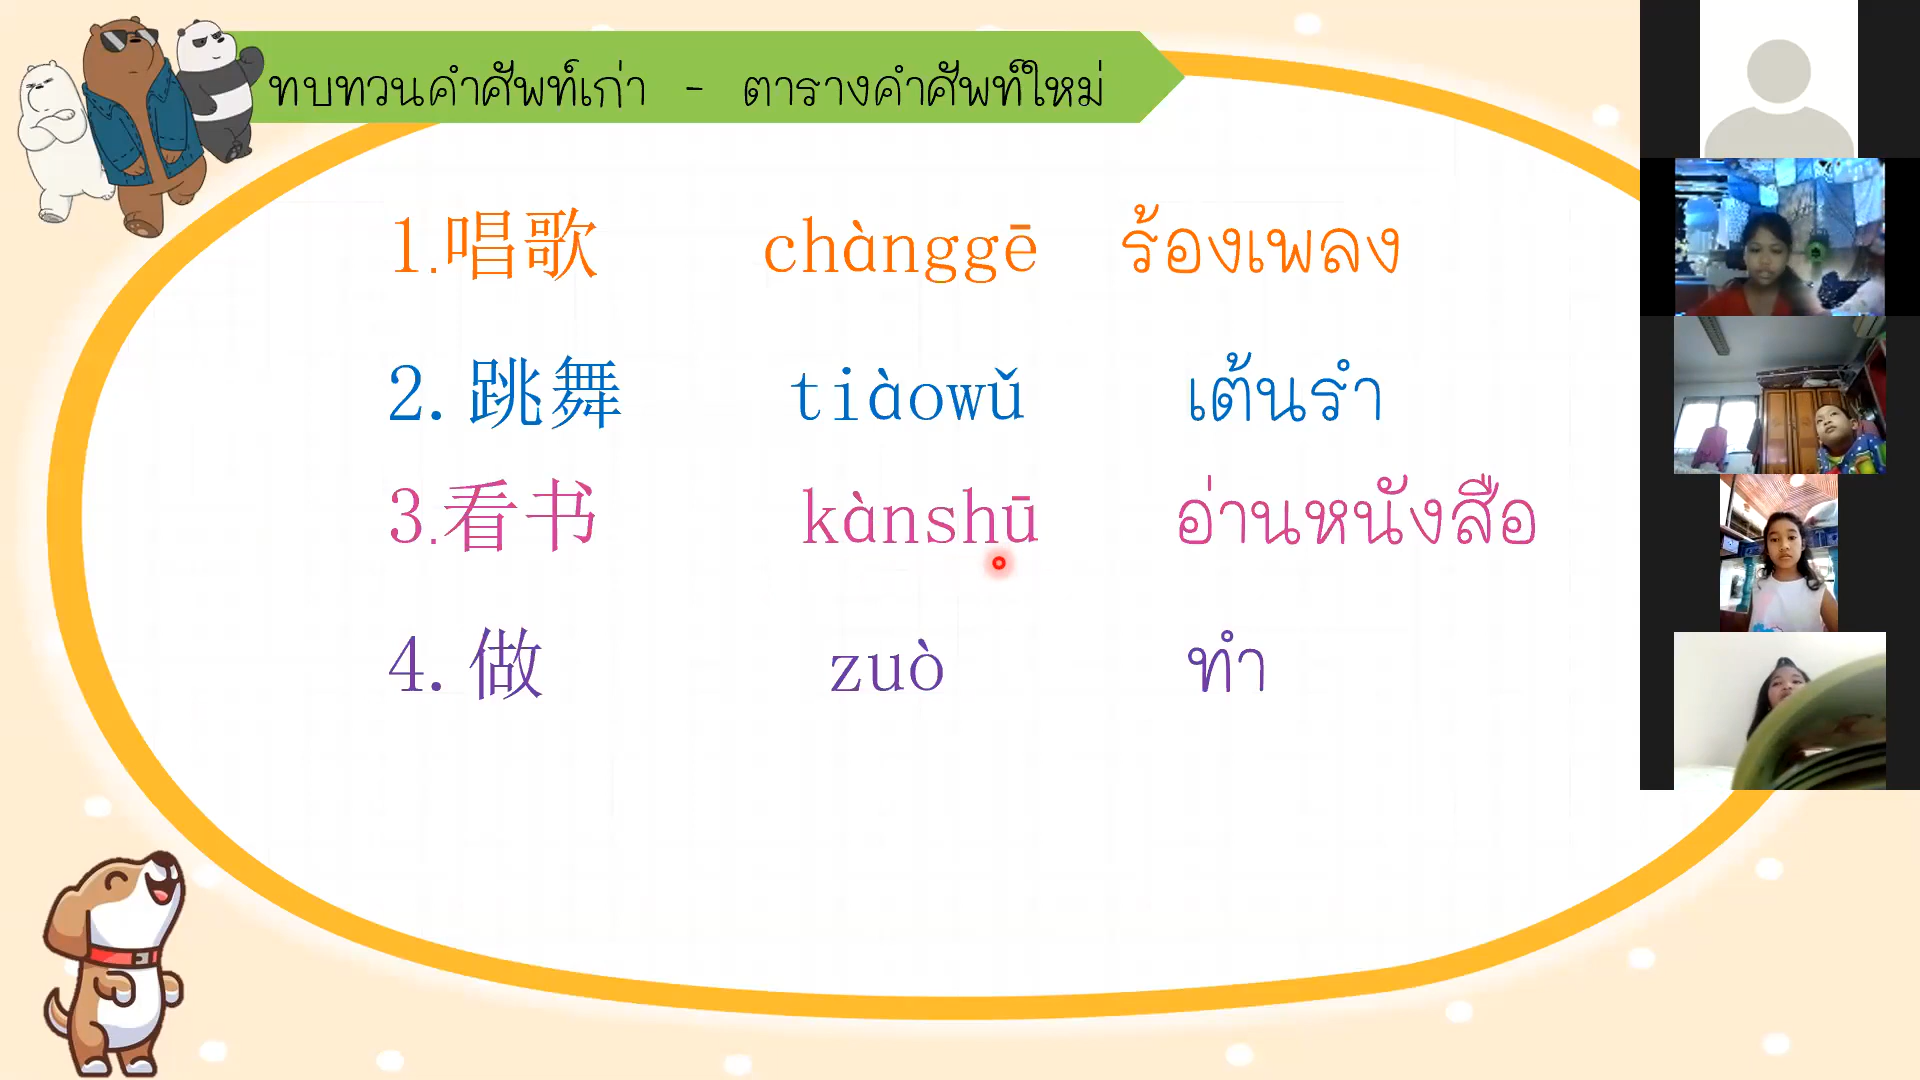 ทบทวนคำศัพท์เก่า - ตารางคำศัพท์ใหม่
1.唱歌 chànggē ร้องเพลง
2. 跳舞 tiàowǔ เต้นรำ
3.看书 kànshū อ่านหนังสือ
4. 做 zuò ทำ